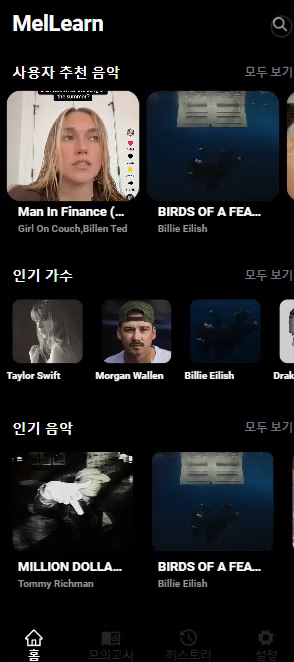 MelLearn
사용자 추천 음악
모두 보기
the summer?
Man In Finance (...
BIRDS OF A FEA...
Girl On Couch,Billen Ted
Billie Eilish
인기 가수
모두 보기
Taylor Swift
Morgan Wallen
Billie Eilish
Drak
인기 음악
모두 보기
MILLION DOLLA...
BIRDS OF A FEA...
Tommy Richman
Billie Eilish
홈
모의고사
히스토리
설정